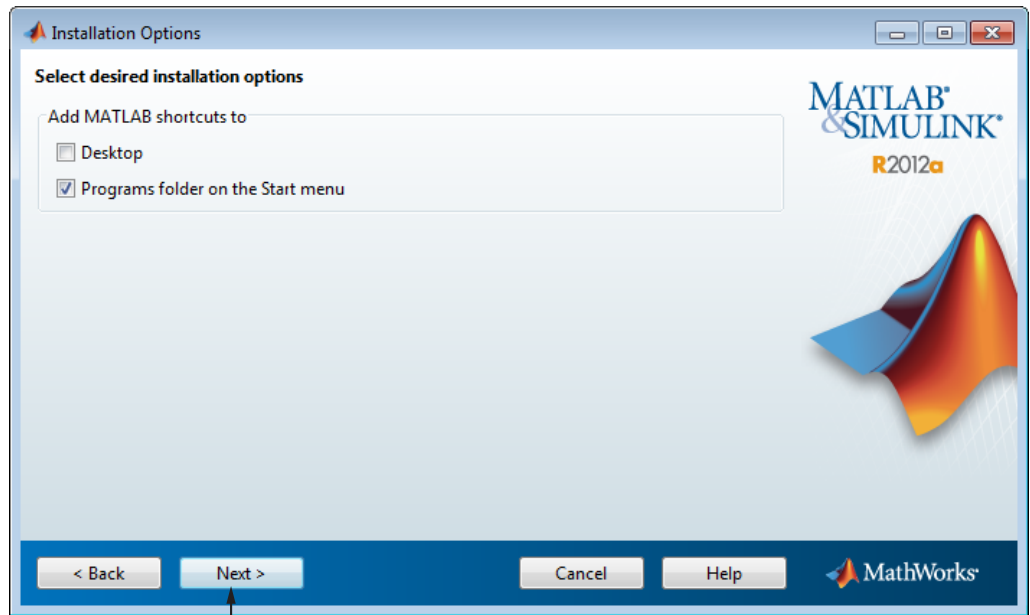 Installation Options
Select desired installation options
Add MATLAB shortcuts to
Desktop
Programs folder on the Start menu
MATLAB®
&SIMULINK®
R2012a
< Back
Next >
Cancel
Help
MathWorks®